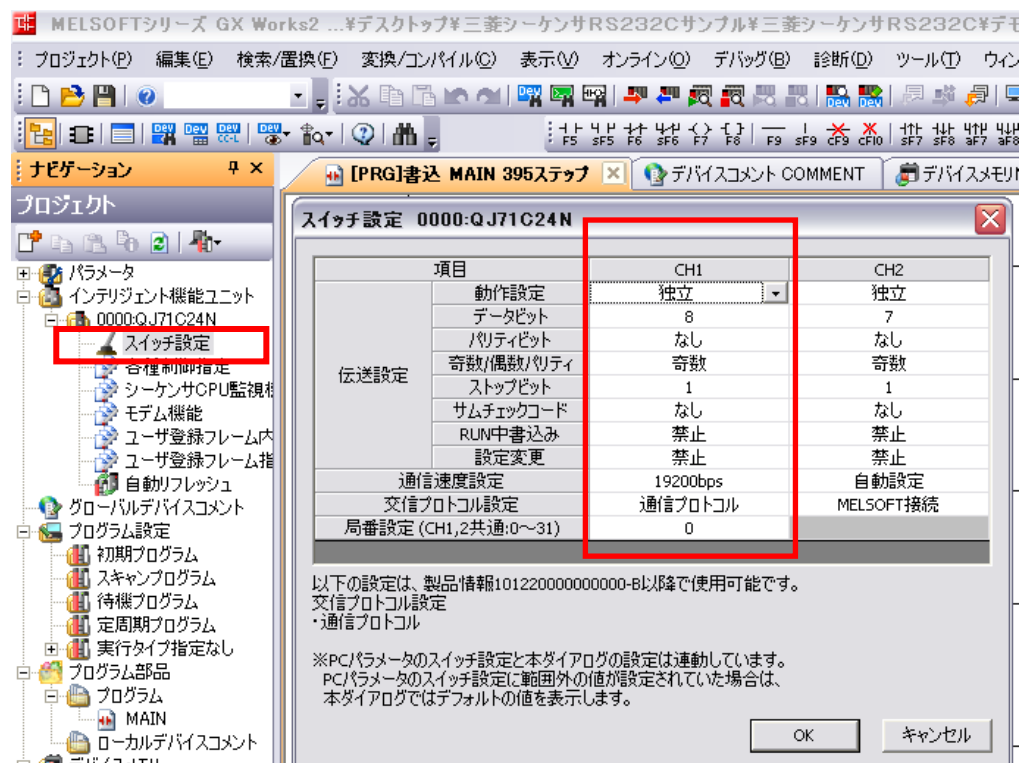 MELSOFTシリーズ GX Works2 ...¥デスクトップ¥三菱シーケンサRS232Cサンプル¥三菱シーケンサRS232C¥デモ
プロジェクト(P) 編集(E) 検索/置換(F) 変換/コンパイル(C) 表示(V) オンライン(O) デバッグ(B) 診断(D) ツール(T) ウィン
F5 sF5 F6 sF6 F7 F8 F9 sF9 cF9 cF10 sF7 sF8 aF7 aF8
ナビゲーション
[PRG]書込 MAIN 395ステップ
デバイスコメント COMMENT
デバイスメモリ
プロジェクト
パラメータ
インテリジェント機能ユニット
0000:QJ71C24N
スイッチ設定
各種制御指定
シーケンサCPU監視機
モデム機能
ユーザ登録フレーム内
ユーザ登録フレーム指
自動リフレッシュ
グローバルデバイスコメント
プログラム設定
初期プログラム
スキャンプログラム
待機プログラム
定周期プログラム
実行タイプ指定なし
プログラム部品
プログラム
MAIN
ローカルデバイスコメント
スイッチ設定 0000:QJ71C24N
項目 CH1 CH2
伝送設定
動作設定 独立 独立
データビット 8 7
パリティビット なし なし
奇数/偶数パリティ 奇数 奇数
ストップビット 1 1
サムチェックコード なし なし
RUN中書込み 禁止 禁止
設定変更 禁止 禁止
通信速度設定 19200bps 自動設定
交信プロトコル設定 通信プロトコル MELSOFT接続
局番設定(CH1,2共通:0～31) 0
以下の設定は、製品情報101220000000000-B以降で使用可能です。
交信プロトコル設定
・通信プロトコル
※PCパラメータのスイッチ設定と本ダイアログの設定は連動しています。
PCパラメータのスイッチ設定に範囲外の値が設定されていた場合は、
本ダイアログではデフォルトの値を表示します。
OK キャンセル